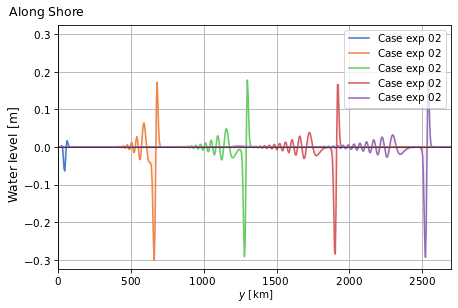 Along Shore
Water level [m]
0.3
0.2
0.1
0.0
−0.1
−0.2
−0.3
Case exp 02
Case exp 02
Case exp 02
Case exp 02
Case exp 02
0
500
1000
1500
2000
2500
y [km]